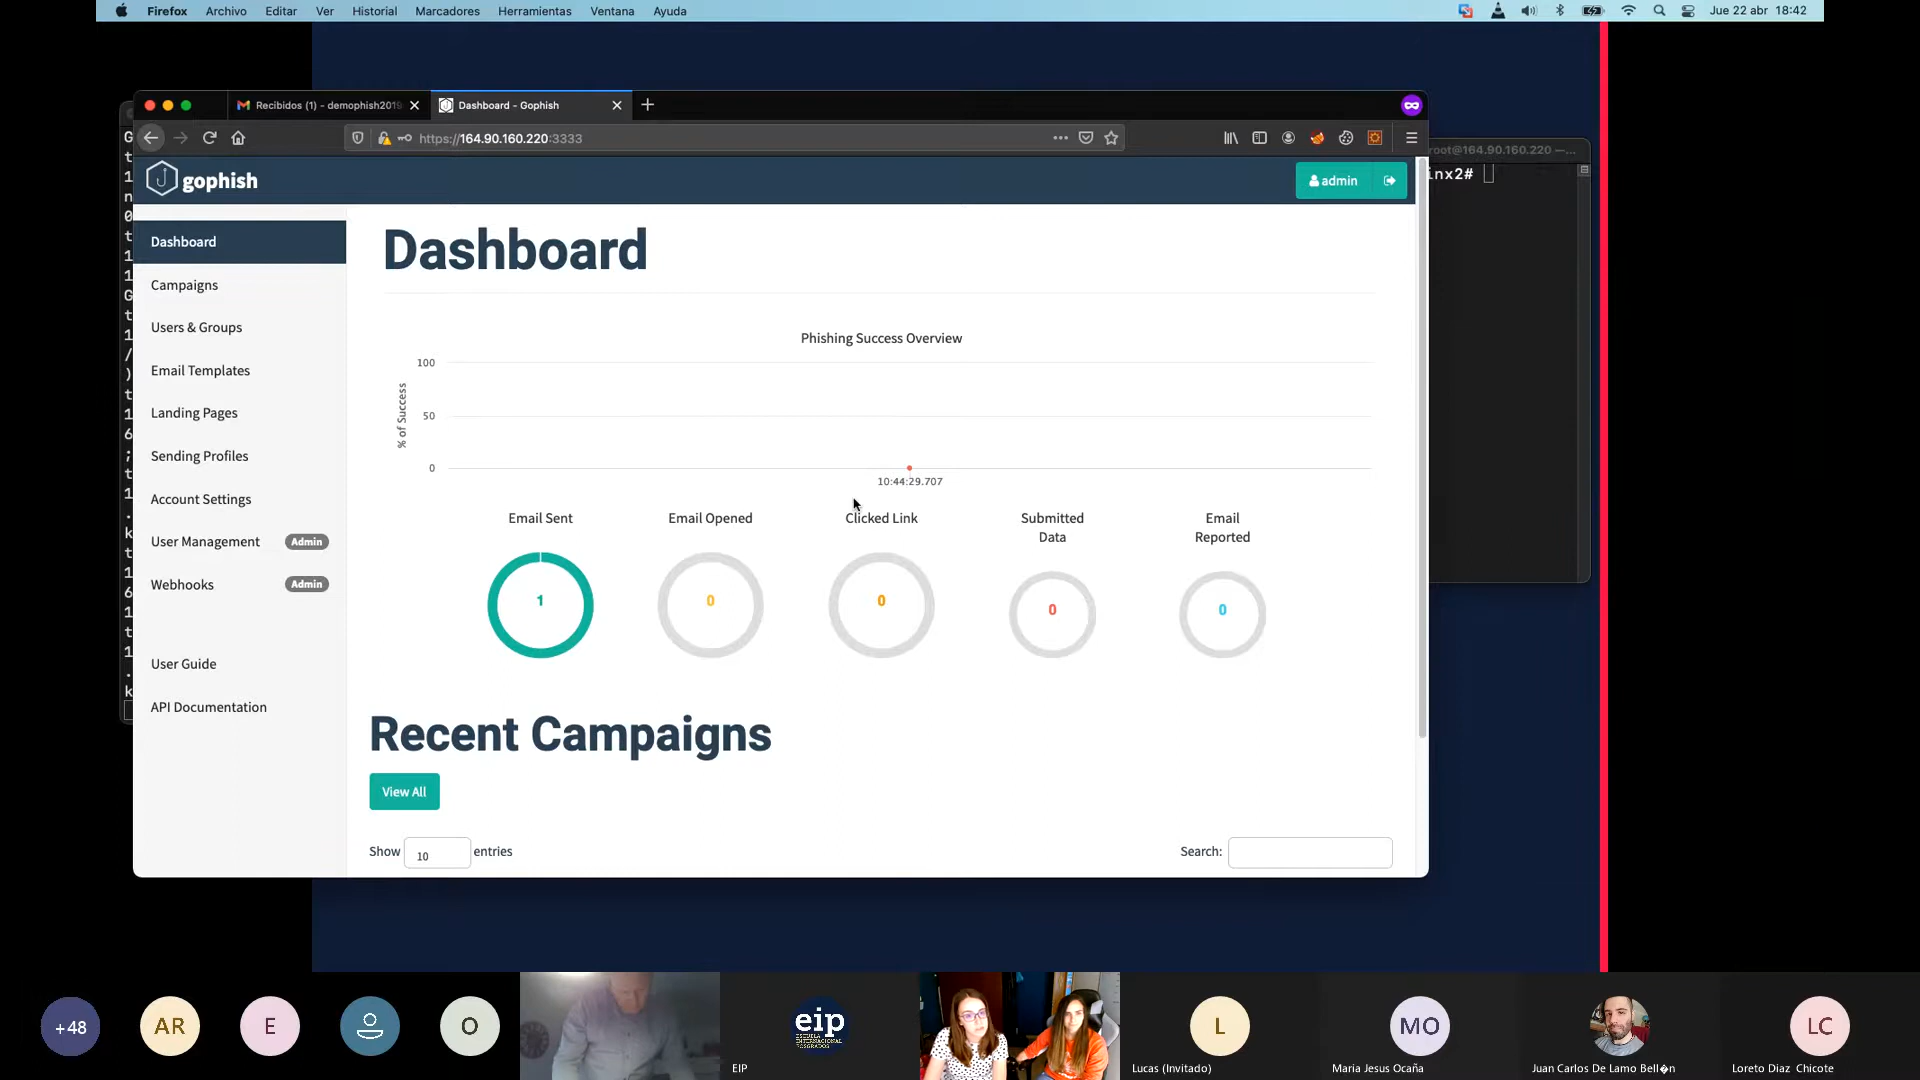 Firefox Archivo Editar Ver Historial Marcadores Herramientas Ventana Ayuda
Jue 22 abr 18:42
Recibidos (1) - demophish2019
Dashboard - Gophish
https://164.90.160.220:3333
root@164.90.160.220 —...
inx2#
gophish
admin
Dashboard
Campaigns
Users & Groups
Email Templates
Landing Pages
Sending Profiles
Account Settings
User Management Admin
Webhooks Admin
User Guide
API Documentation
Dashboard
Phishing Success Overview
% of Success
100
50
0
10:44:29.707
Email Sent
Email Opened
Clicked Link
Submitted
Data
Email
Reported
1
0
0
0
0
Recent Campaigns
View All
Show 10 entries
Search:
+48
AR
E
O
eip
ESCUELA
INTERNACIONAL
POSGRADOS
EIP
L
Lucas (Invitado)
MO
Maria Jesus Ocaña
Juan Carlos De Lamo Bell�n
LC
Loreto Diaz Chicote